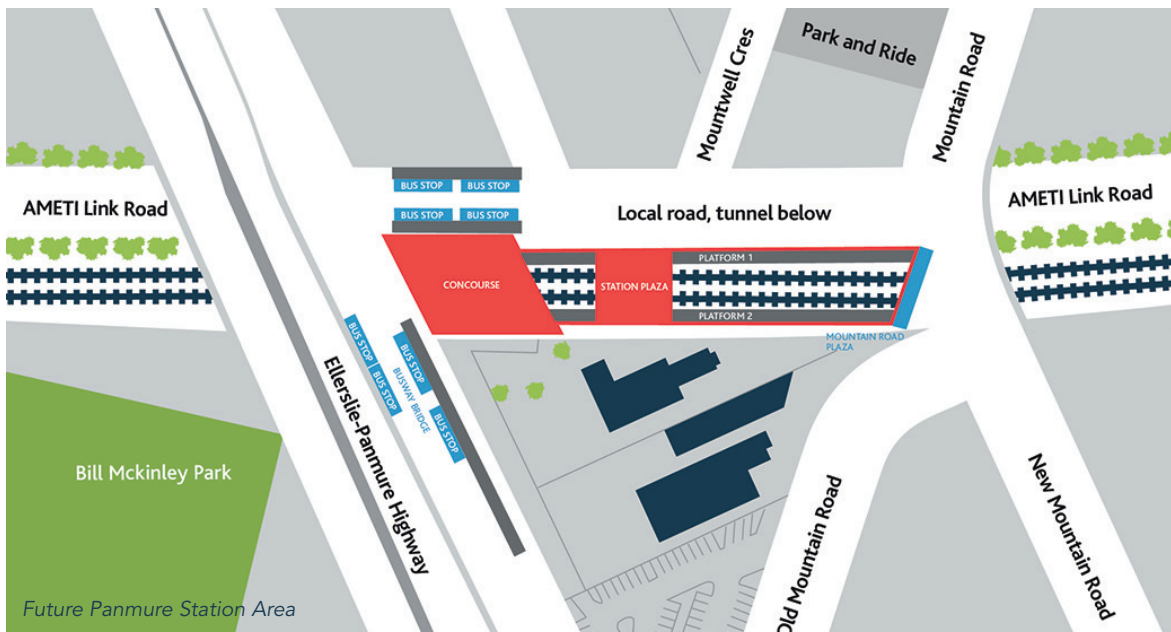 Park and Ride
Mountwell Cres
Mountain Road
BUS STOP BUS STOP
BUS STOP BUS STOP
AMETI Link Road
Local road, tunnel below
AMETI Link Road
PLATFORM 1
CONCOURSE
STATION PLAZA
PLATFORM 2
MOUNTAIN ROAD
PLAZA
BUS STOP
BUS STOP
BUS STOP
BUS STOP
BUSWAY BRIDGE
Ellerslie-Panmure Highway
Bill Mckinley Park
Old Mountain Road
New Mountain Road
Future Panmure Station Area